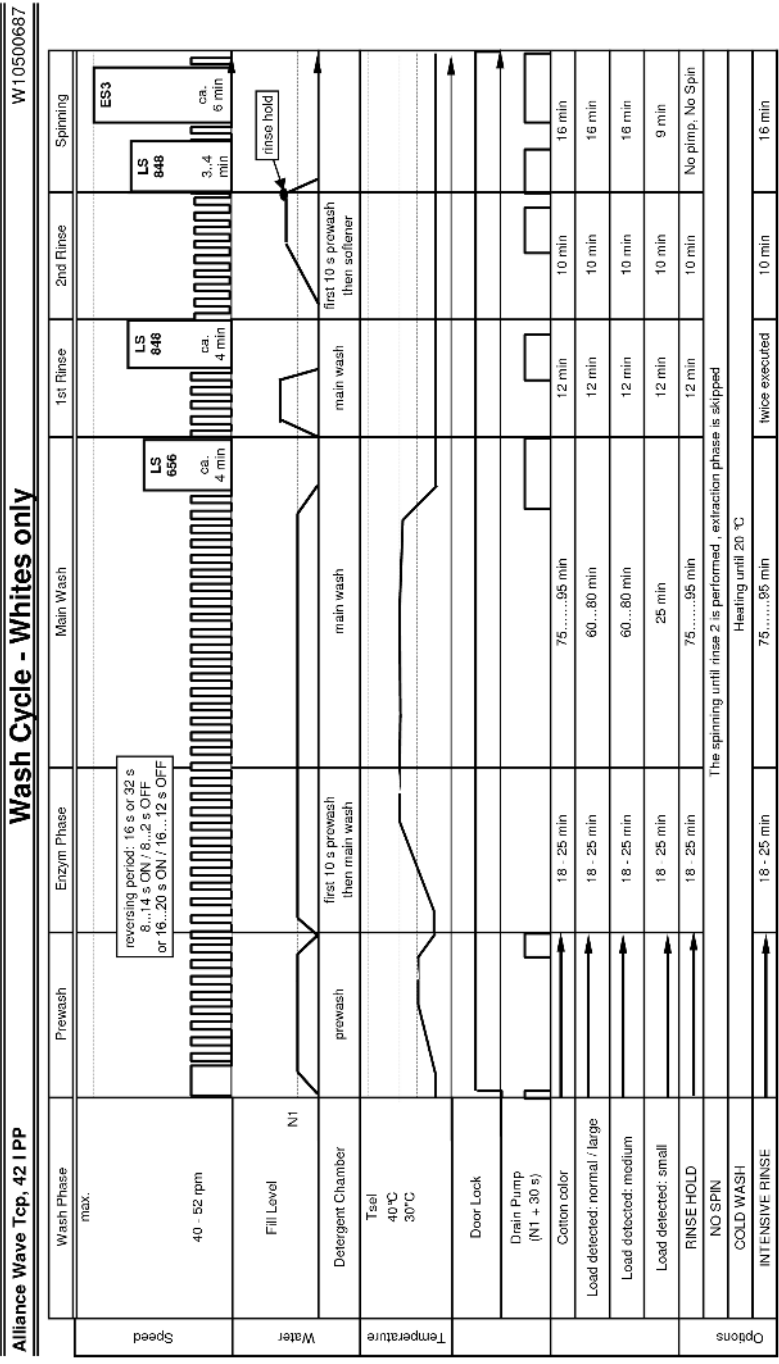 Alliance Wave Tcp, 42 l PP
W10500687
Wash Cycle - Whites only
Wash Phase
Prewash
Enzym Phase
Main Wash
1st Rinse
2nd Rinse
Spinning
Speed
max.
40 - 52 rpm
reversing period: 16 s or 32 s
8...14 s ON / 8...2 s OFF
or 16...20 s ON / 16...12 s OFF
LS
656
ca.
4 min
LS
848
ca.
4 min
LS
848
3..4
min
ES3
ca.
6 min
Water
Fill Level
N1
rinse hold
Detergent Chamber
prewash
first 10 s prewash
then main wash
main wash
main wash
first 10 s prewash
then softener
Temperature
Tsel
40°C
30°C
Door Lock
Drain Pump
(N1 + 30 s)
Options
Cotton color
18 - 25 min
75......95 min
12 min
10 min
16 min
Load detected: normal / large
18 - 25 min
60...80 min
12 min
10 min
16 min
Load detected: medium
18 - 25 min
60...80 min
12 min
10 min
16 min
Load detected: small
18 - 25 min
25 min
12 min
10 min
9 min
RINSE HOLD
18 - 25 min
75......95 min
12 min
10 min
No pimp, No Spin
NO SPIN
The spinning until rinse 2 is performed , extraction phase is skipped
COLD WASH
Heating until 20 °C
INTENSIVE RINSE
18 - 25 min
75......95 min
twice executed
10 min
16 min